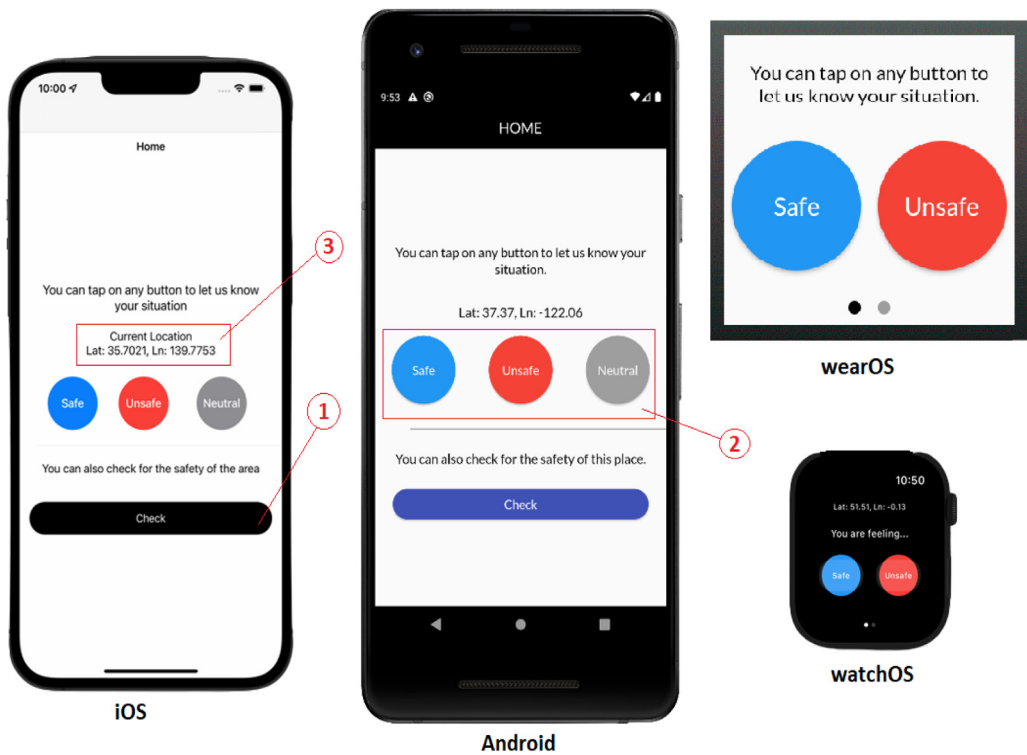 10:00
Home
You can tap on any button to let us know
your situation
Current Location
Lat: 35.7021, Ln: 139.7753
Safe Unsafe Neutral
You can also check for the safety of the area
Check
iOS
3
1
9:53
HOME
You can tap on any button to let us know your
situation.
Lat: 37.37, Ln: -122.06
Safe Unsafe Neutral
2
You can also check for the safety of this place.
Check
Android
You can tap on any button to
let us know your situation.
Safe Unsafe
wearOS
10:50
Lat: 51.51, Ln: -0.13
You are feeling...
Safe Unsafe
watchOS